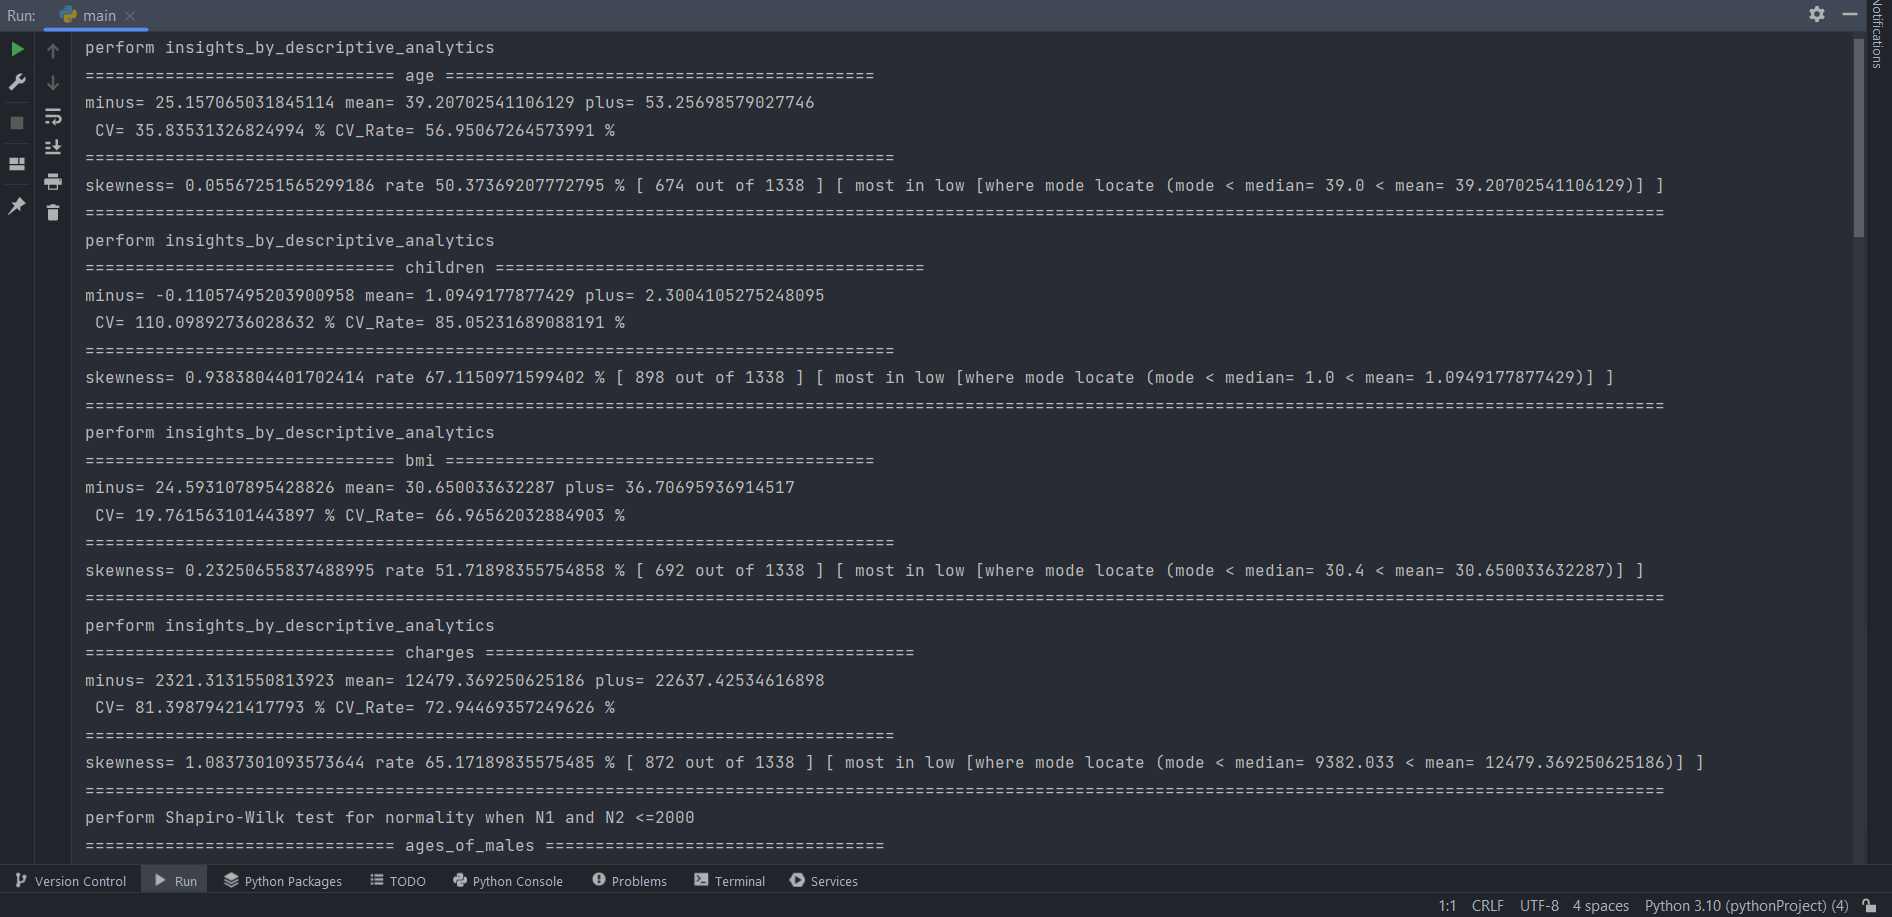 Run: main
Notifications
perform insights_by_descriptive_analytics
=============================== age ===========================================
minus= 25.157065031845114 mean= 39.20702541106129 plus= 53.25698579027746
CV= 35.83531326824994 % CV_Rate= 56.95067264573991 %
=================================================================================
skewness= 0.05567251565299186 rate 50.37369207772795 % [ 674 out of 1338 ] [ most in low [where mode locate (mode < median= 39.0 < mean= 39.20702541106129)] ]
==============================================================================================================================================================
perform insights_by_descriptive_analytics
=============================== children ===========================================
minus= -0.11057495203900958 mean= 1.0949177877429 plus= 2.3004105275248095
CV= 110.09892736028632 % CV_Rate= 85.05231689088191 %
=================================================================================
skewness= 0.9383804401702414 rate 67.1150971599402 % [ 898 out of 1338 ] [ most in low [where mode locate (mode < median= 1.0 < mean= 1.0949177877429)] ]
==============================================================================================================================================================
perform insights_by_descriptive_analytics
=============================== bmi ===========================================
minus= 24.593107895428826 mean= 30.650033632287 plus= 36.70695936914517
CV= 19.761563101443897 % CV_Rate= 66.96562032884903 %
=================================================================================
skewness= 0.23250655837488995 rate 51.71898355754858 % [ 692 out of 1338 ] [ most in low [where mode locate (mode < median= 30.4 < mean= 30.650033632287)] ]
==============================================================================================================================================================
perform insights_by_descriptive_analytics
=============================== charges ===========================================
minus= 2321.3131550813923 mean= 12479.369250625186 plus= 22637.42534616898
CV= 81.39879421417793 % CV_Rate= 72.94469357249626 %
=================================================================================
skewness= 1.0837301093573644 rate 65.17189835575485 % [ 872 out of 1338 ] [ most in low [where mode locate (mode < median= 9382.033 < mean= 12479.369250625186)] ]
==============================================================================================================================================================
perform Shapiro-Wilk test for normality when N1 and N2 <=2000
=============================== ages_of_males ==================================
Version Control Run Python Packages TODO Python Console Problems Terminal Services
1:1 CRLF UTF-8 4 spaces Python 3.10 (pythonProject) (4)